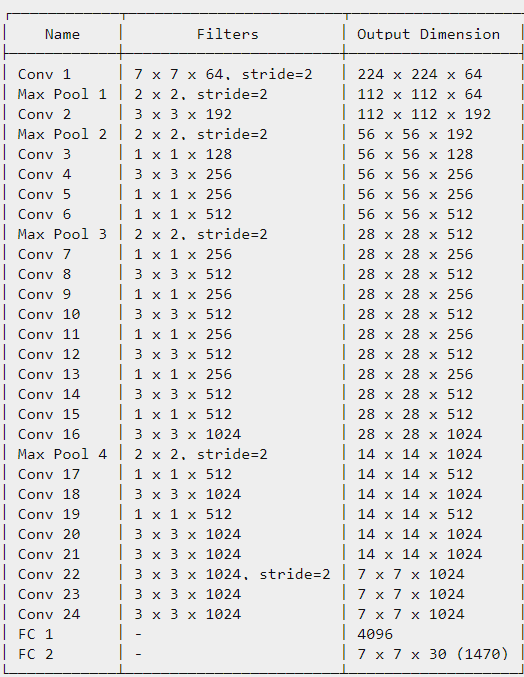 Name Filters Output Dimension
Conv 1 7 x 7 x 64, stride=2 224 x 224 x 64
Max Pool 1 2 x 2, stride=2 112 x 112 x 64
Conv 2 3 x 3 x 192 112 x 112 x 192
Max Pool 2 2 x 2, stride=2 56 x 56 x 192
Conv 3 1 x 1 x 128 56 x 56 x 128
Conv 4 3 x 3 x 256 56 x 56 x 256
Conv 5 1 x 1 x 256 56 x 56 x 256
Conv 6 1 x 1 x 512 56 x 56 x 512
Max Pool 3 2 x 2, stride=2 28 x 28 x 512
Conv 7 1 x 1 x 256 28 x 28 x 256
Conv 8 3 x 3 x 512 28 x 28 x 512
Conv 9 1 x 1 x 256 28 x 28 x 256
Conv 10 3 x 3 x 512 28 x 28 x 512
Conv 11 1 x 1 x 256 28 x 28 x 256
Conv 12 3 x 3 x 512 28 x 28 x 512
Conv 13 1 x 1 x 256 28 x 28 x 256
Conv 14 3 x 3 x 512 28 x 28 x 512
Conv 15 1 x 1 x 512 28 x 28 x 512
Conv 16 3 x 3 x 1024 28 x 28 x 1024
Max Pool 4 2 x 2, stride=2 14 x 14 x 1024
Conv 17 1 x 1 x 512 14 x 14 x 512
Conv 18 3 x 3 x 1024 14 x 14 x 1024
Conv 19 1 x 1 x 512 14 x 14 x 512
Conv 20 3 x 3 x 1024 14 x 14 x 1024
Conv 21 3 x 3 x 1024 14 x 14 x 1024
Conv 22 3 x 3 x 1024, stride=2 7 x 7 x 1024
Conv 23 3 x 3 x 1024 7 x 7 x 1024
Conv 24 3 x 3 x 1024 7 x 7 x 1024
FC 1 - 4096
FC 2 - 7 x 7 x 30 (1470)